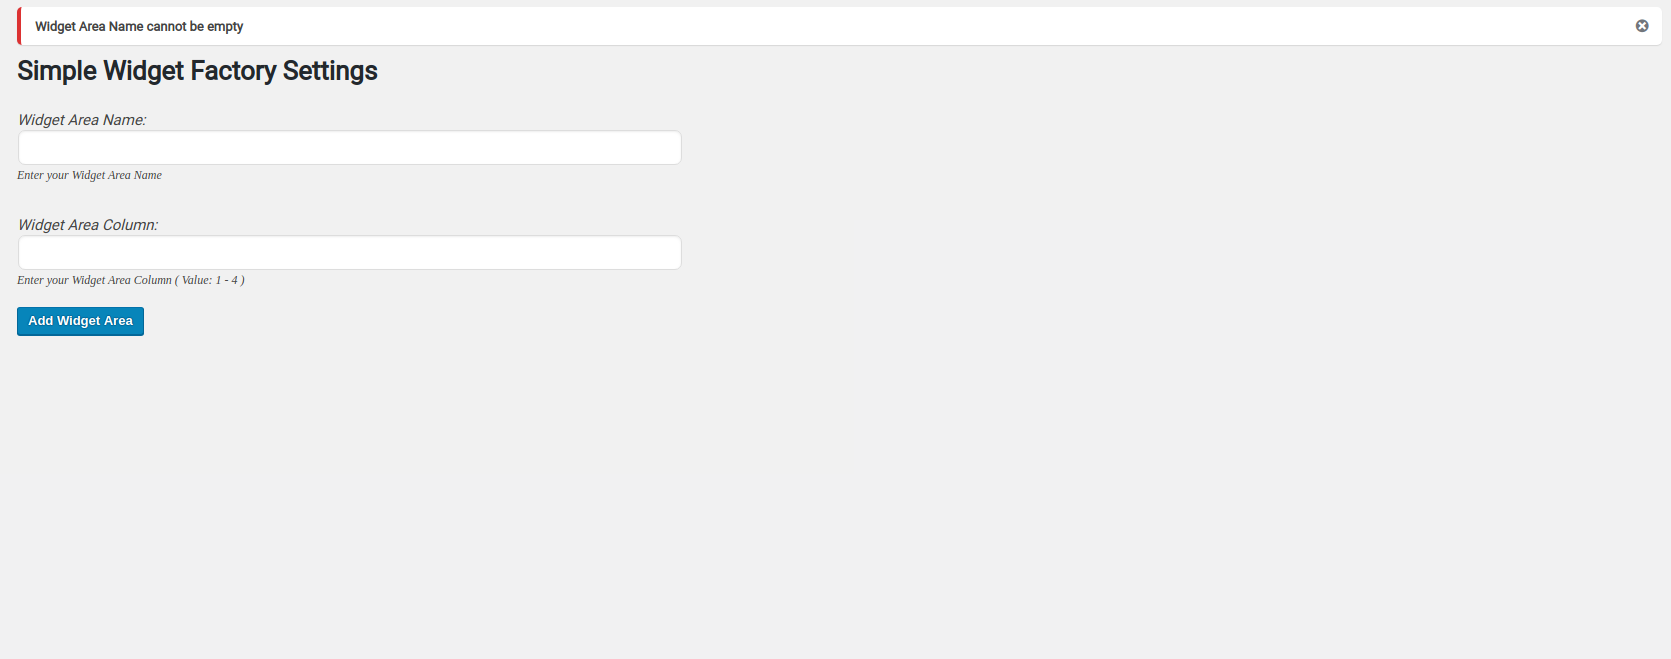 Widget Area Name cannot be empty
Simple Widget Factory Settings
Widget Area Name:
Enter your Widget Area Name
Widget Area Column:
Enter your Widget Area Column ( Value: 1 - 4 )
Add Widget Area